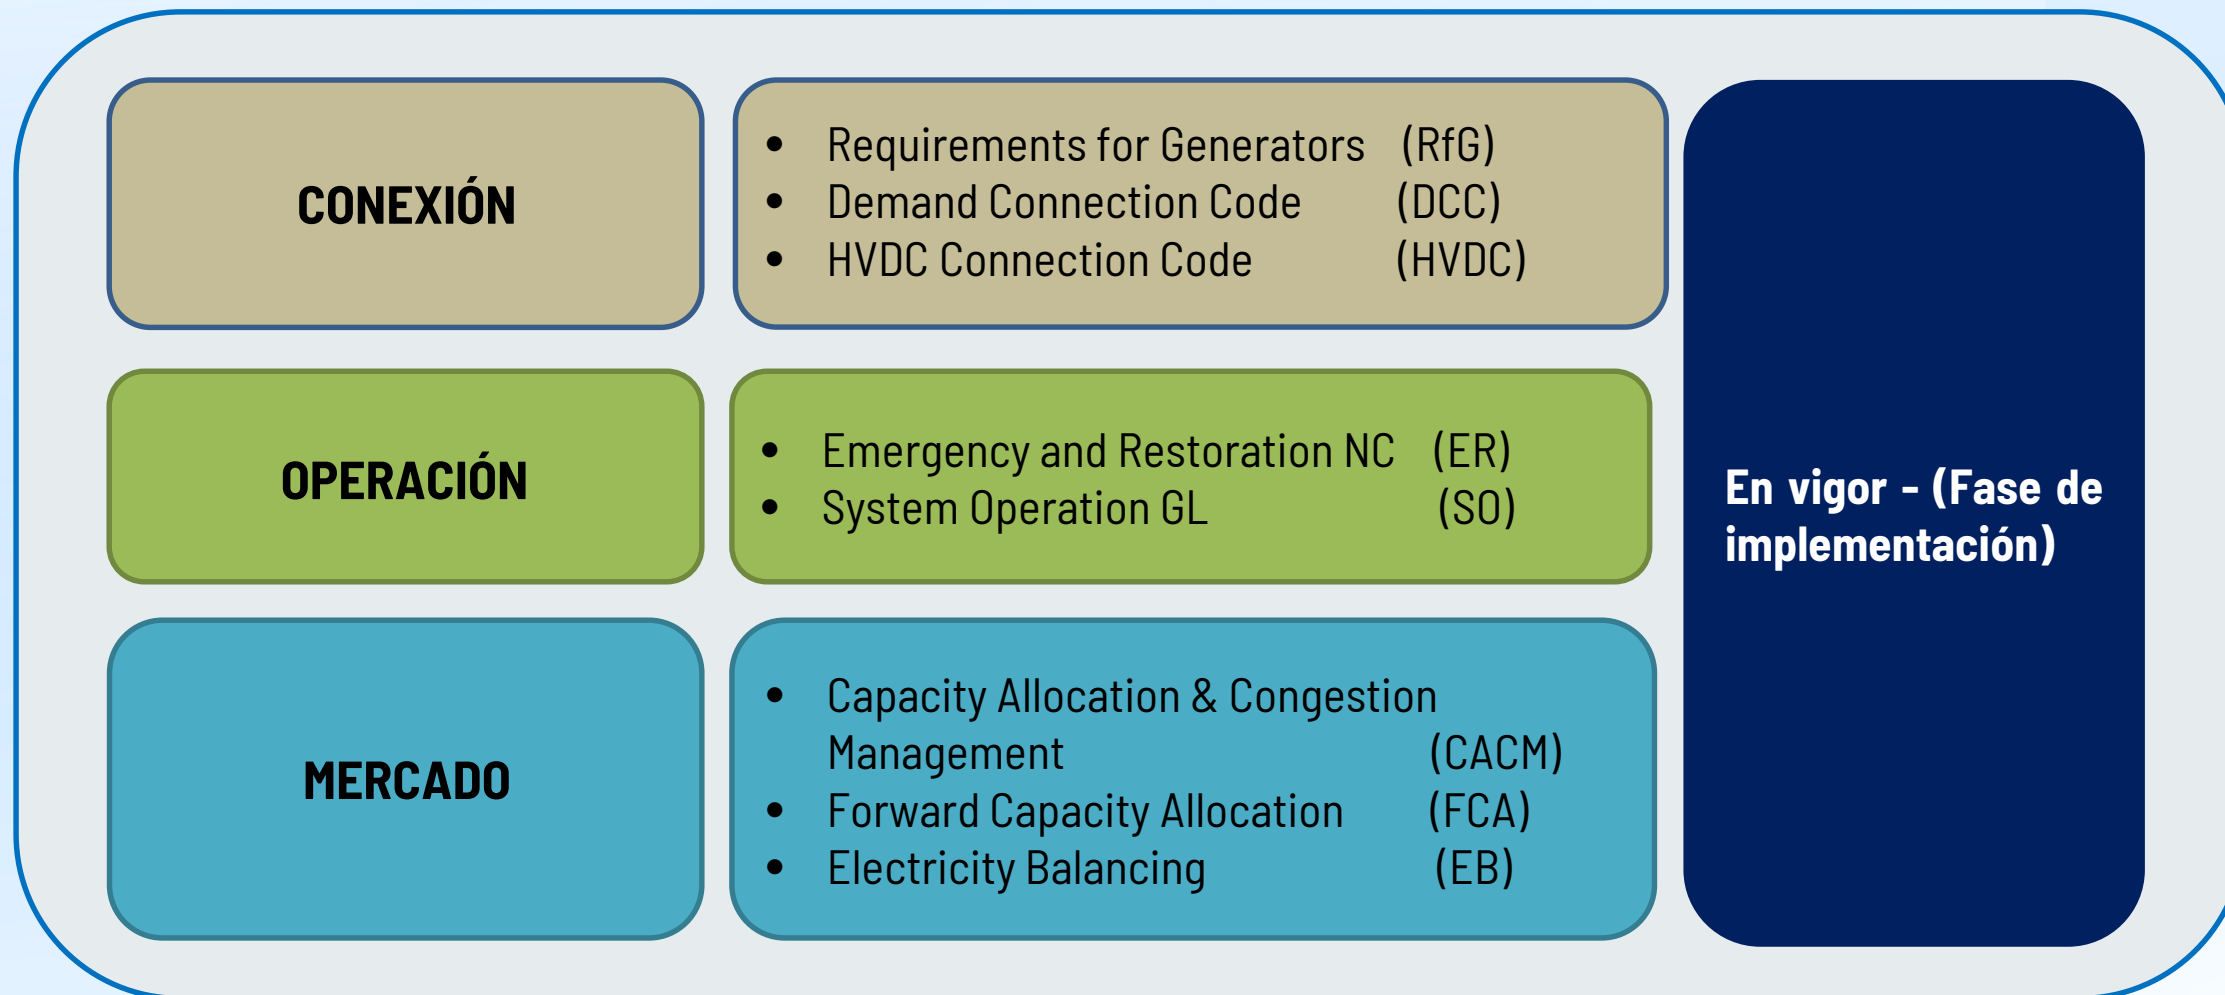 CONEXIÓN
• Requirements for Generators (RfG)
• Demand Connection Code (DCC)
• HVDC Connection Code (HVDC)
OPERACIÓN
• Emergency and Restoration NC (ER)
• System Operation GL (SO)
MERCADO
• Capacity Allocation & Congestion
Management (CACM)
• Forward Capacity Allocation (FCA)
• Electricity Balancing (EB)
En vigor - (Fase de
implementación)